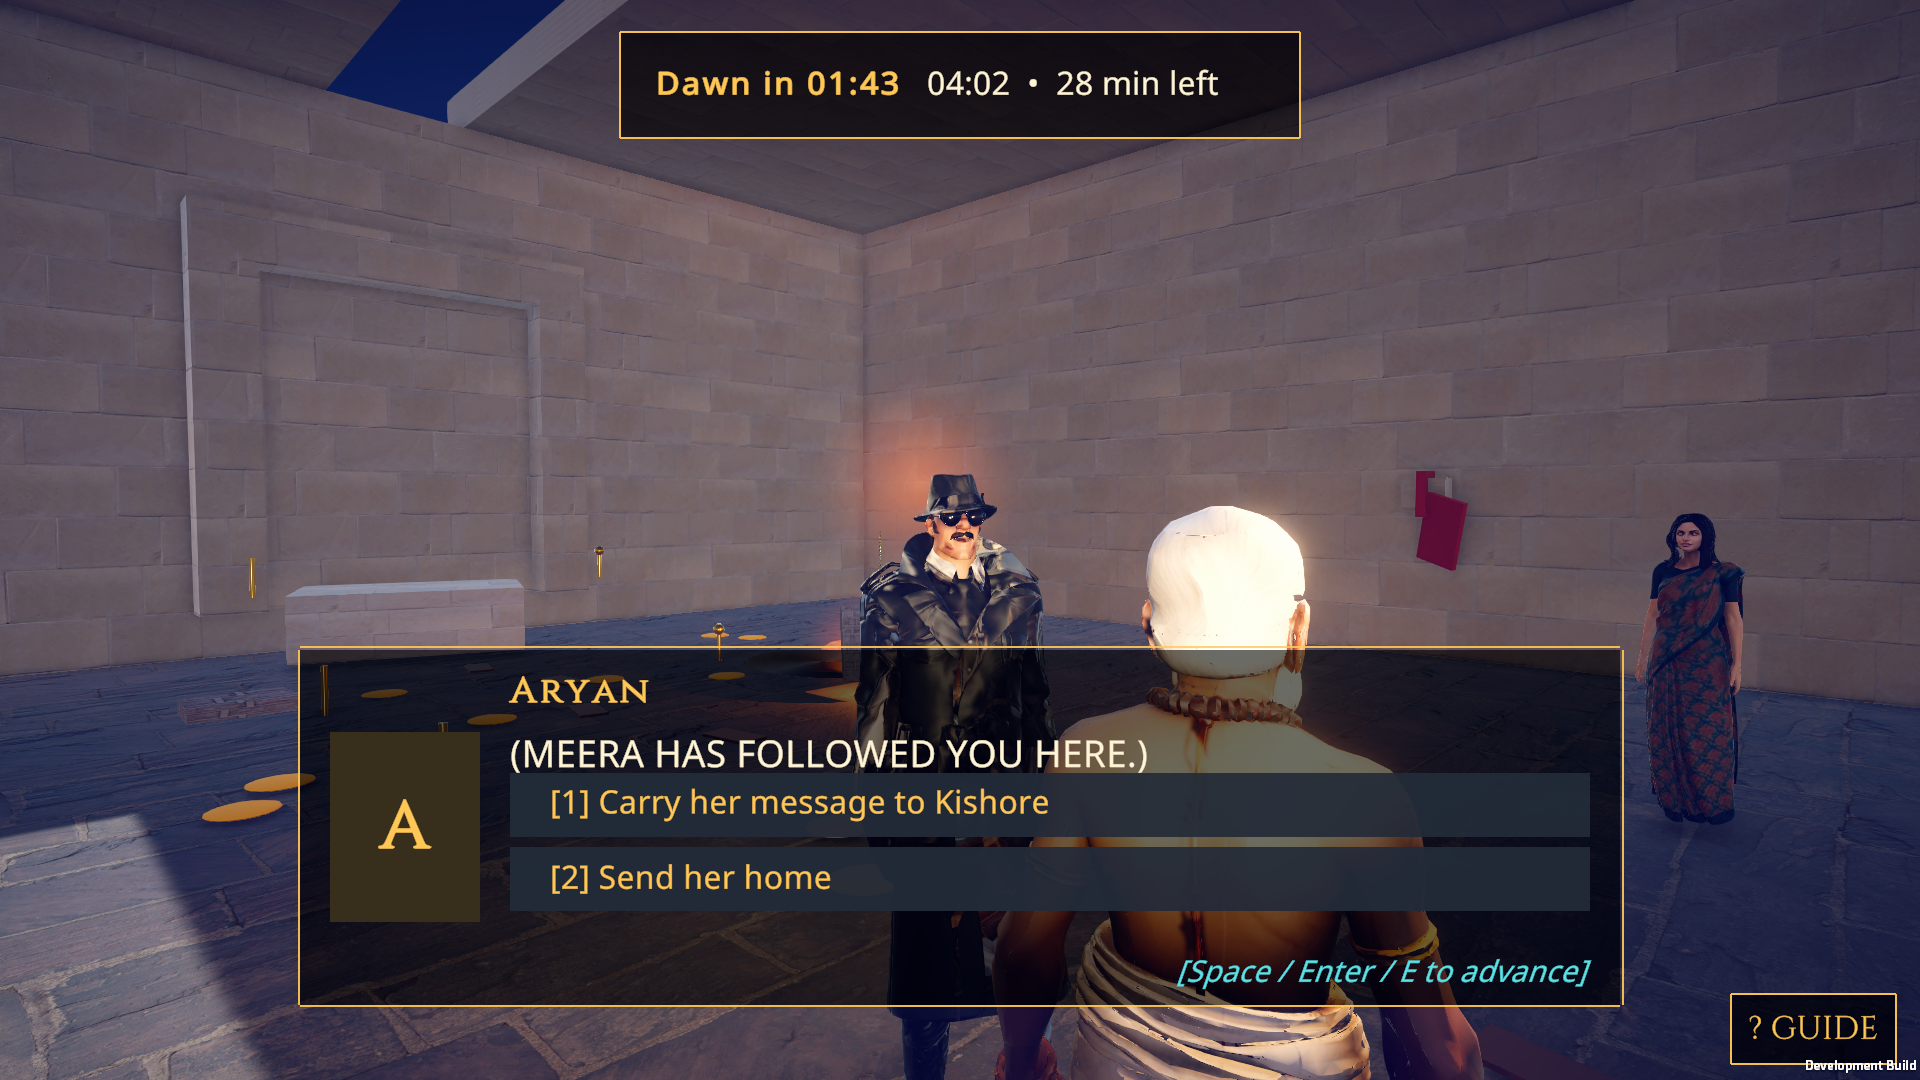 Dawn in 01:43 04:02 • 28 min left
ARYAN
(MEERA HAS FOLLOWED YOU HERE.)
A
[1] Carry her message to Kishore
[2] Send her home
[Space / Enter / E to advance]
? GUIDE
Development Build